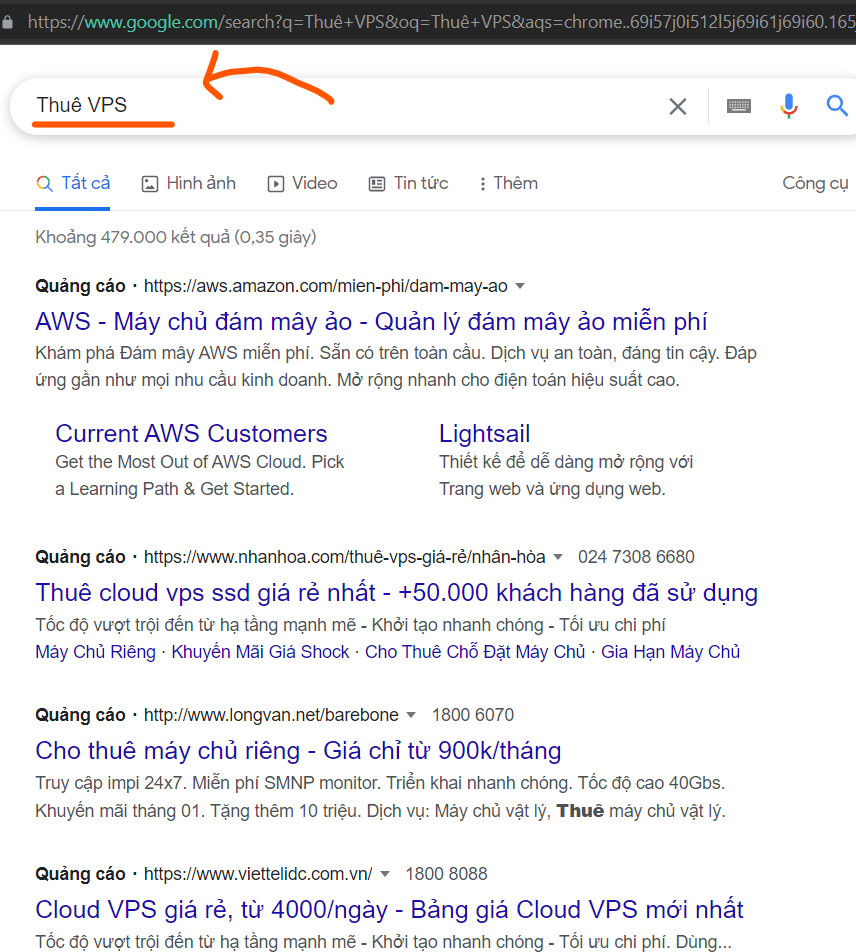 https://www.google.com/search?q=Thuê+VPS&oq=Thuê+VPS&aqs=chrome..69i57j0i512l5j69i61j69i60.165
Thuê VPS
Tất cả Hình ảnh Video Tin tức Thêm Công cụ
Khoảng 479.000 kết quả (0,35 giây)
Quảng cáo · https://aws.amazon.com/mien-phi/dam-may-ao
AWS - Máy chủ đám mây ảo - Quản lý đám mây ảo miễn phí
Khám phá Đám mây AWS miễn phí. Sẵn có trên toàn cầu. Dịch vụ an toàn, đáng tin cậy. Đáp
ứng gần như mọi nhu cầu kinh doanh. Mở rộng nhanh cho điện toán hiệu suất cao.
Current AWS Customers
Get the Most Out of AWS Cloud. Pick
a Learning Path & Get Started.
Lightsail
Thiết kế để dễ dàng mở rộng với
Trang web và ứng dụng web.
Quảng cáo · https://www.nhanhoa.com/thuê-vps-giá-rẻ/nhân-hòa 024 7308 6680
Thuê cloud vps ssd giá rẻ nhất - +50.000 khách hàng đã sử dụng
Tốc độ vượt trội đến từ hạ tầng mạnh mẽ - Khởi tạo nhanh chóng - Tối ưu chi phí
Máy Chủ Riêng · Khuyến Mãi Giá Shock · Cho Thuê Chỗ Đặt Máy Chủ · Gia Hạn Máy Chủ
Quảng cáo · http://www.longvan.net/barebone 1800 6070
Cho thuê máy chủ riêng - Giá chỉ từ 900k/tháng
Truy cập impi 24x7. Miễn phí SMNP monitor. Triển khai nhanh chóng. Tốc độ cao 40Gbs.
Khuyến mãi tháng 01. Tặng thêm 10 triệu. Dịch vụ: Máy chủ vật lý, Thuê máy chủ vật lý.
Quảng cáo · https://www.viettelidc.com.vn/ 1800 8088
Cloud VPS giá rẻ, từ 4000/ngày - Bảng giá Cloud VPS mới nhất
Tốc độ vượt trội đến từ hạ tầng mạnh mẽ - Khởi tạo nhanh chóng - Tối ưu chi phí. Dùng...